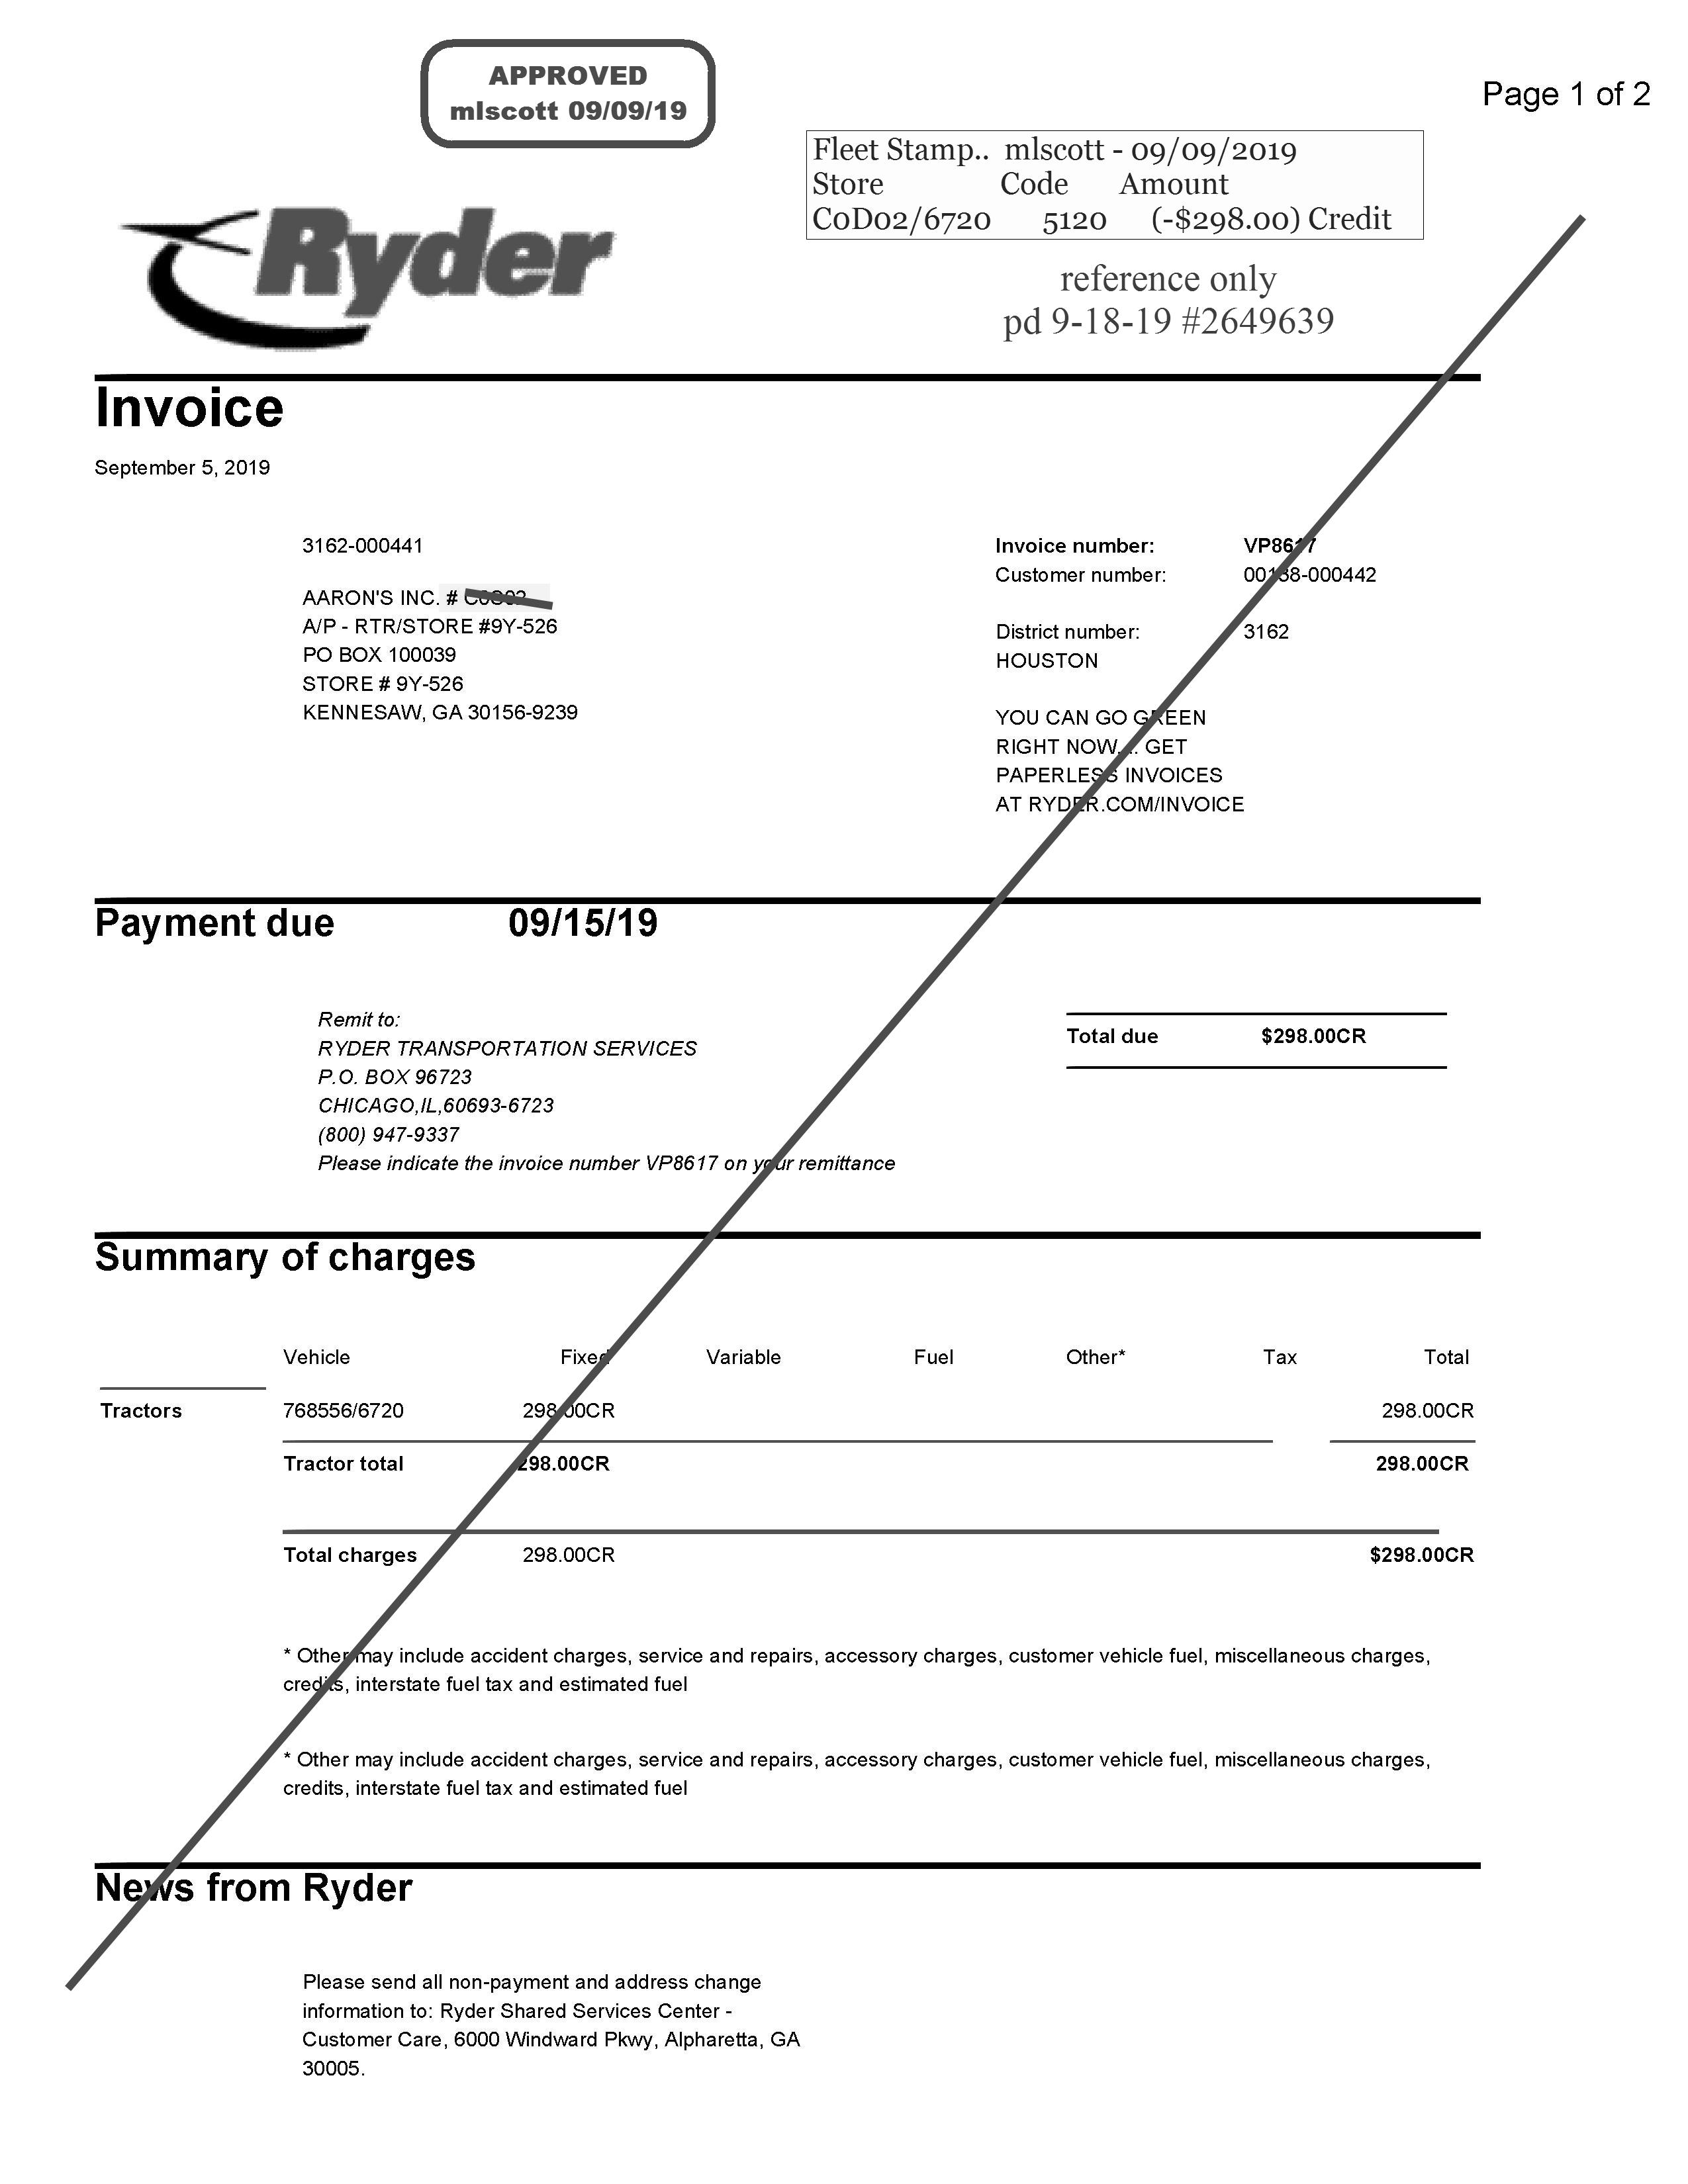 APPROVED
mlscott 09/09/19
Page 1 of 2
Fleet Stamp.. mlscott - 09/09/2019
Store Code Amount
C0D02/6720 5120 (-$298.00) Credit
Ryder
reference only
pd 9-18-19 #2649639
Invoice
September 5, 2019
3162-000441
Invoice number: VP8617
Customer number: 00138-000442
AARON'S INC. #
A/P - RTR/STORE #9Y-526
District number: 3162
PO BOX 100039
HOUSTON
STORE # 9Y-526
KENNESAW, GA 30156-9239
YOU CAN GO GREEN
RIGHT NOW... GET
PAPERLESS INVOICES
AT RYDER.COM/INVOICE
Payment due 09/15/19
Remit to:
RYDER TRANSPORTATION SERVICES
Total due $298.00CR
P.O. BOX 96723
CHICAGO,IL,60693-6723
(800) 947-9337
Please indicate the invoice number VP8617 on your remittance
Summary of charges
Vehicle Fixed Variable Fuel Other* Tax Total
Tractors 768556/6720 298.00CR 298.00CR
Tractor total 298.00CR 298.00CR
Total charges 298.00CR $298.00CR
* Other may include accident charges, service and repairs, accessory charges, customer vehicle fuel, miscellaneous charges,
credits, interstate fuel tax and estimated fuel
* Other may include accident charges, service and repairs, accessory charges, customer vehicle fuel, miscellaneous charges,
credits, interstate fuel tax and estimated fuel
News from Ryder
Please send all non-payment and address change
information to: Ryder Shared Services Center -
Customer Care, 6000 Windward Pkwy, Alpharetta, GA
30005.